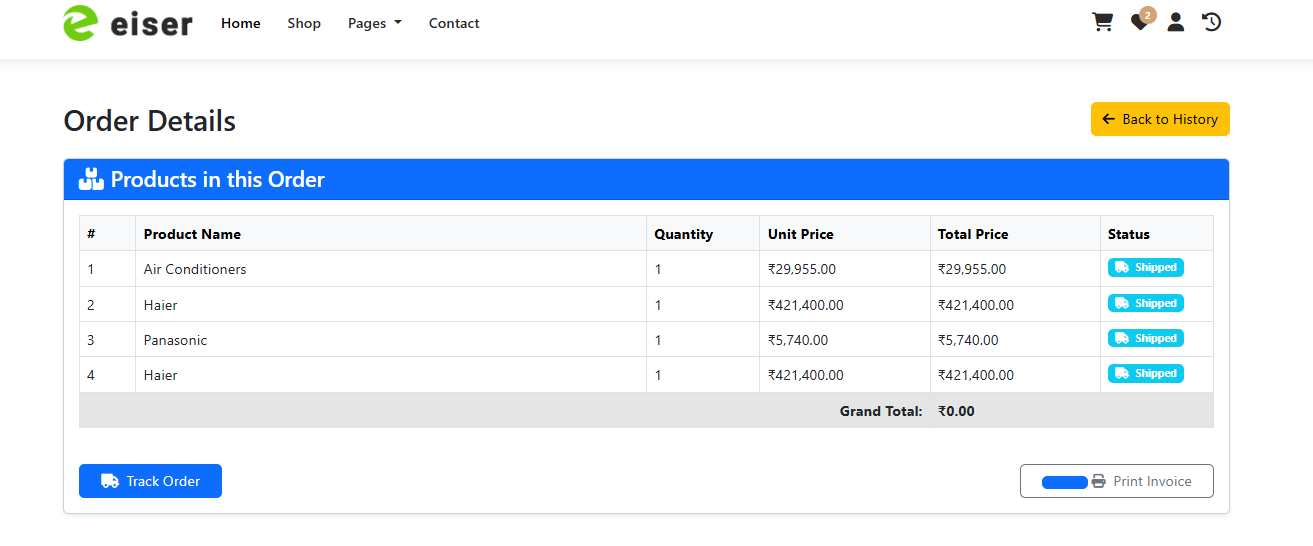 eiser Home Shop Pages Contact 2
Order Details Back to History
Products in this Order
# Product Name Quantity Unit Price Total Price Status
1 Air Conditioners 1 ₹29,955.00 ₹29,955.00 Shipped
2 Haier 1 ₹421,400.00 ₹421,400.00 Shipped
3 Panasonic 1 ₹5,740.00 ₹5,740.00 Shipped
4 Haier 1 ₹421,400.00 ₹421,400.00 Shipped
Grand Total: ₹0.00
Track Order Print Invoice